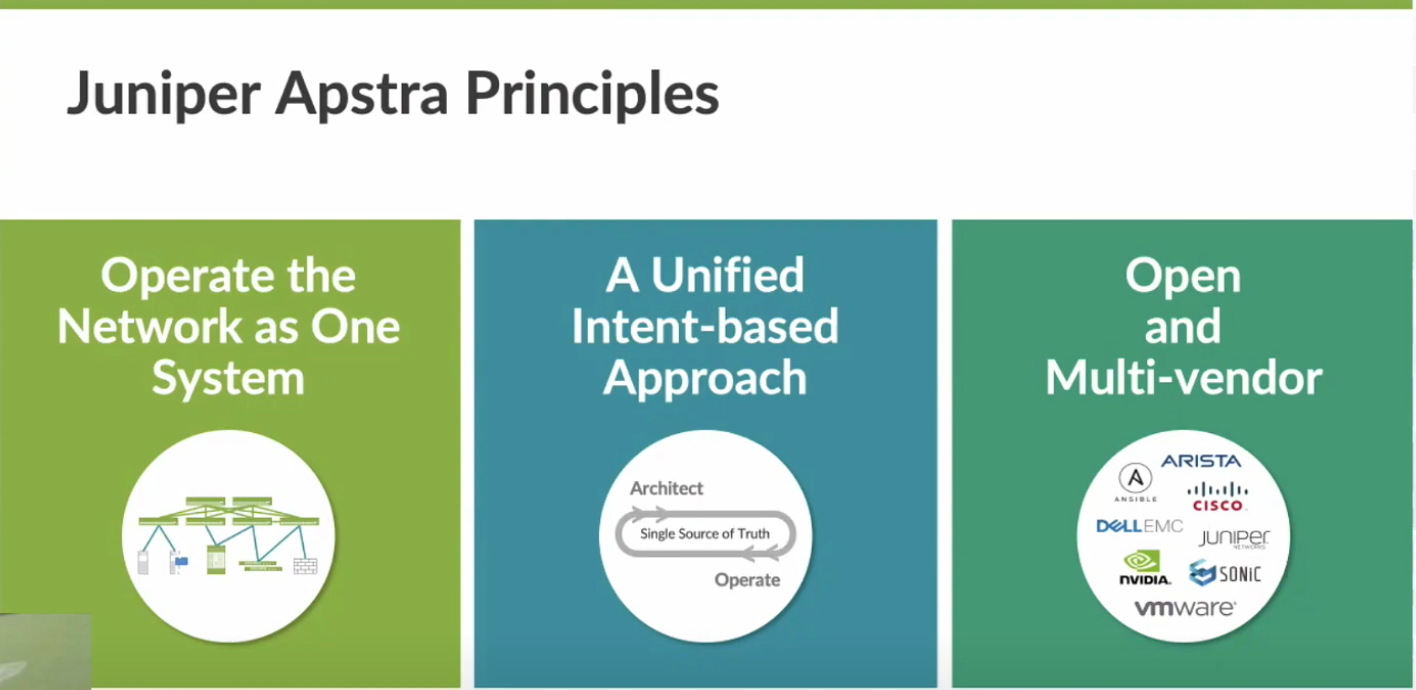 Juniper Apstra Principles
Operate the
Network as One
System
A Unified
Intent-based
Approach
Architect
Single Source of Truth
Operate
Open
and
Multi-vendor
ARISTA
A
ANSIBLE
CISCO
DELLEMC
JUNIPER
NETWORKS
NVIDIA.
SONiC
vmware